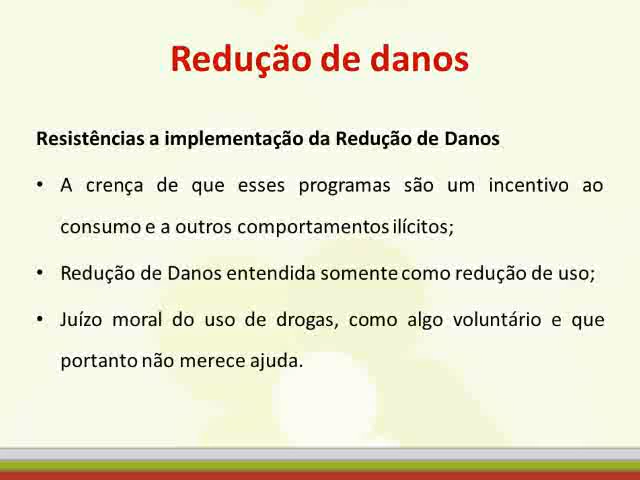 Redução de danos
Resistências a implementação da Redução de Danos
• A crença de que esses programas são um incentivo ao
consumo e a outros comportamentos ilícitos;
• Redução de Danos entendida somente como redução de uso;
• Juízo moral do uso de drogas, como algo voluntário e que
portanto não merece ajuda.